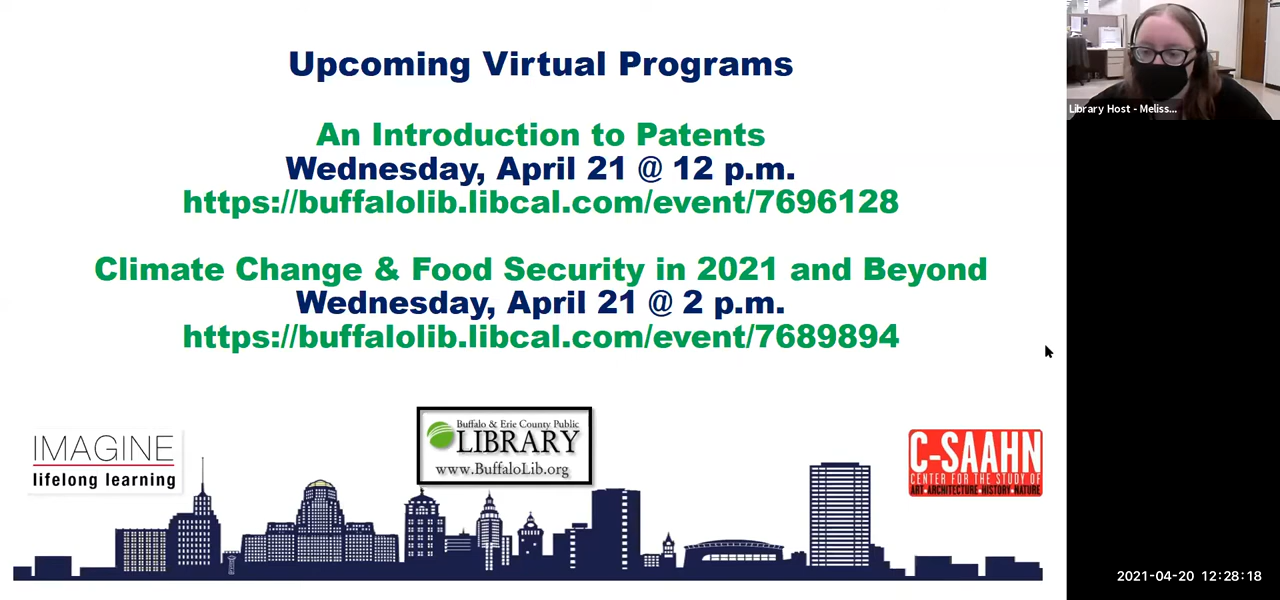 Upcoming Virtual Programs
An Introduction to Patents
Wednesday, April 21 @ 12 p.m.
https://buffalolib.libcal.com/event/7696128
Climate Change & Food Security in 2021 and Beyond
Wednesday, April 21 @ 2 p.m.
https://buffalolib.libcal.com/event/7689894
IMAGINE
lifelong learning
Buffalo & Erie County Public
LIBRARY
www.BuffaloLib.org
C-SAAHN
CENTER FOR THE STUDY OF
ART•ARCHITECTURE•HISTORY•NATURE
Library Host - Meliss...
2021-04-20 12:28:18